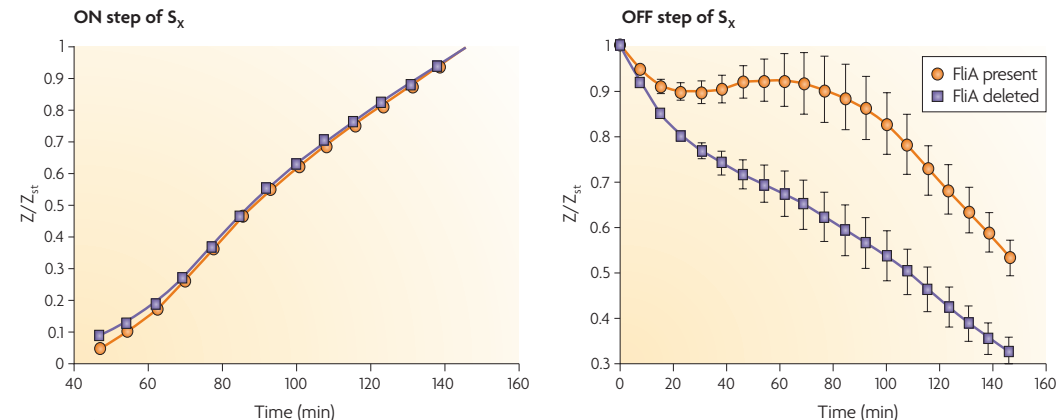 ON step of Sx
1
0.9
0.8
0.7
0.6
0.5
0.4
0.3
0.2
0.1
0
Z/Zst
40 60 80 100 120 140 160
Time (min)
OFF step of Sx
1
0.9
0.8
0.7
0.6
0.5
0.4
0.3
Z/Zst
0 20 40 60 80 100 120 140 160
Time (min)
FliA present
FliA deleted